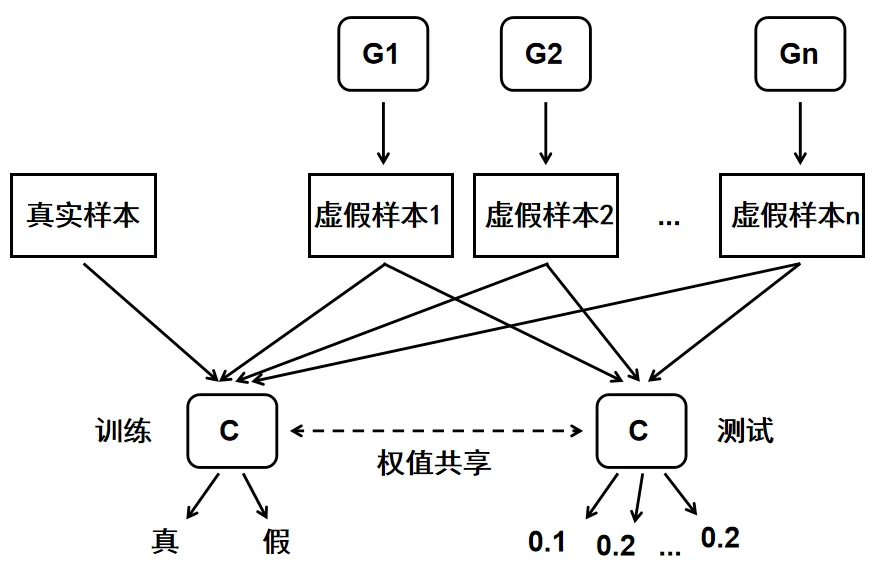 G1
G2
Gn
真实样本
虚假样本1
虚假样本2
...
虚假样本n
训练
C
权值共享
C
测试
真
假
0.1
0.2
...
0.2